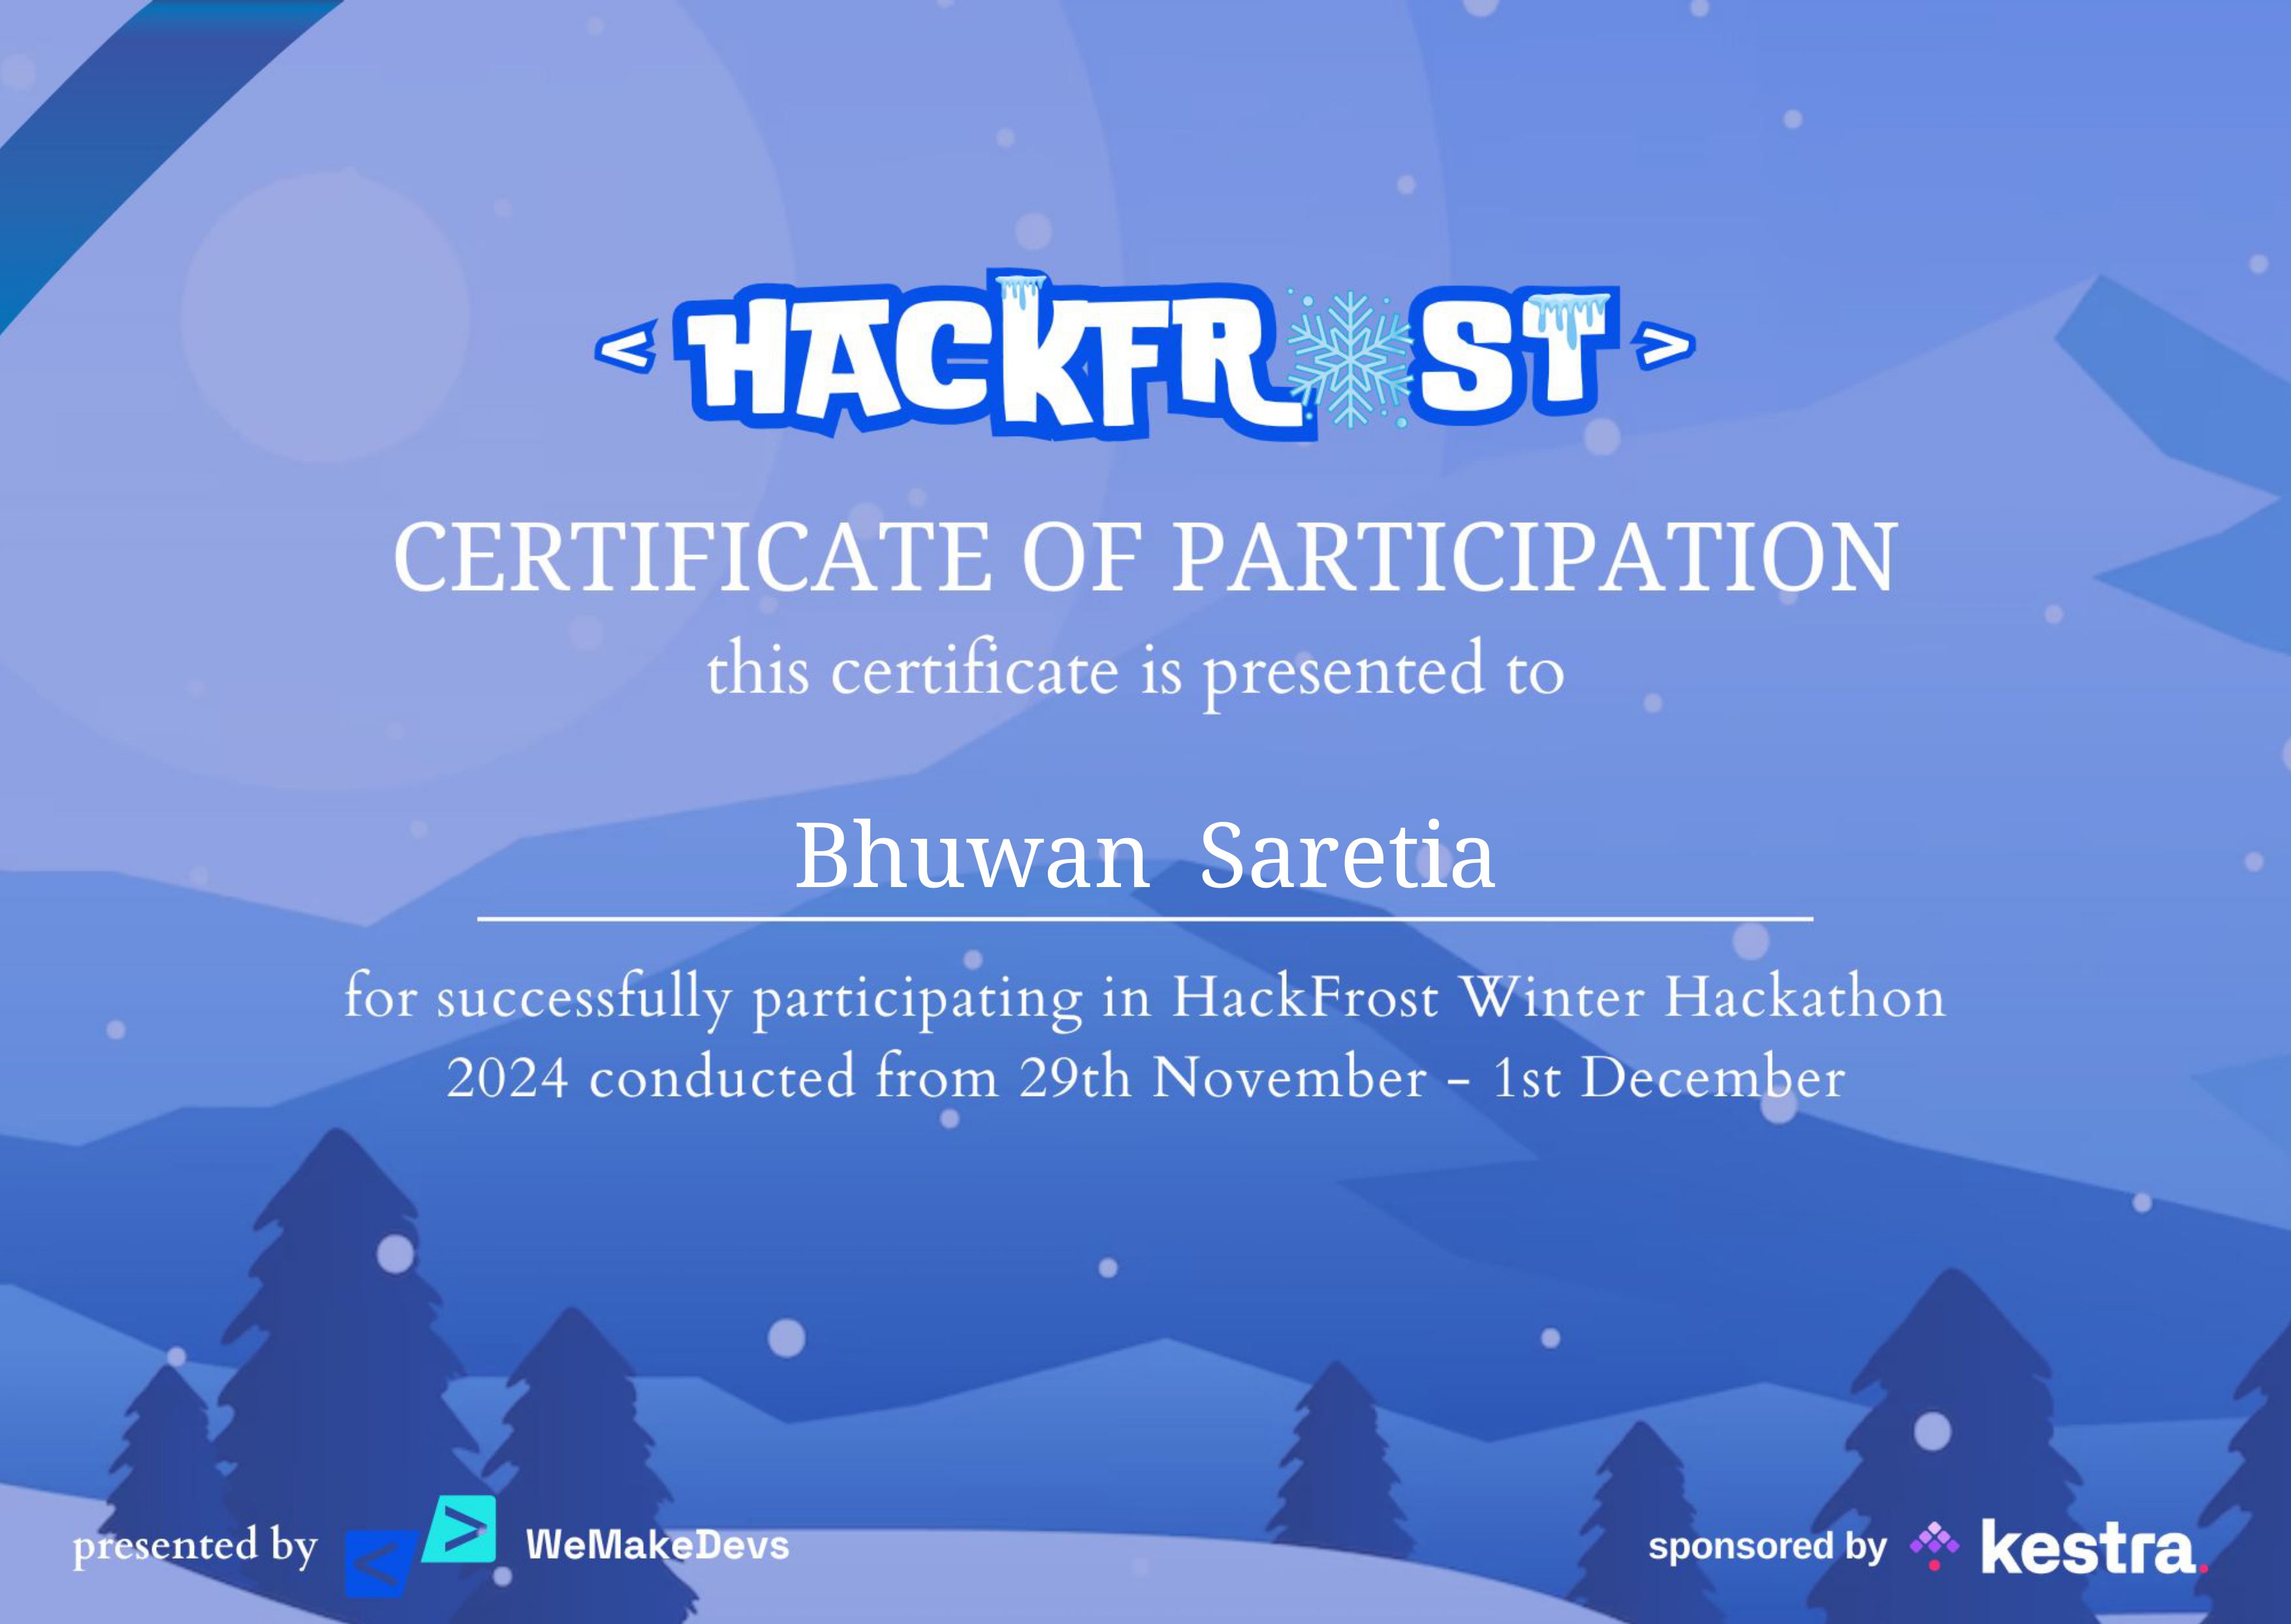 < HACKFROST >
CERTIFICATE OF PARTICIPATION
this certificate is presented to
Bhuwan Saretia
for successfully participating in HackFrost Winter Hackathon
2024 conducted from 29th November - 1st December
presented by < > WeMakeDevs
sponsored by kestra.